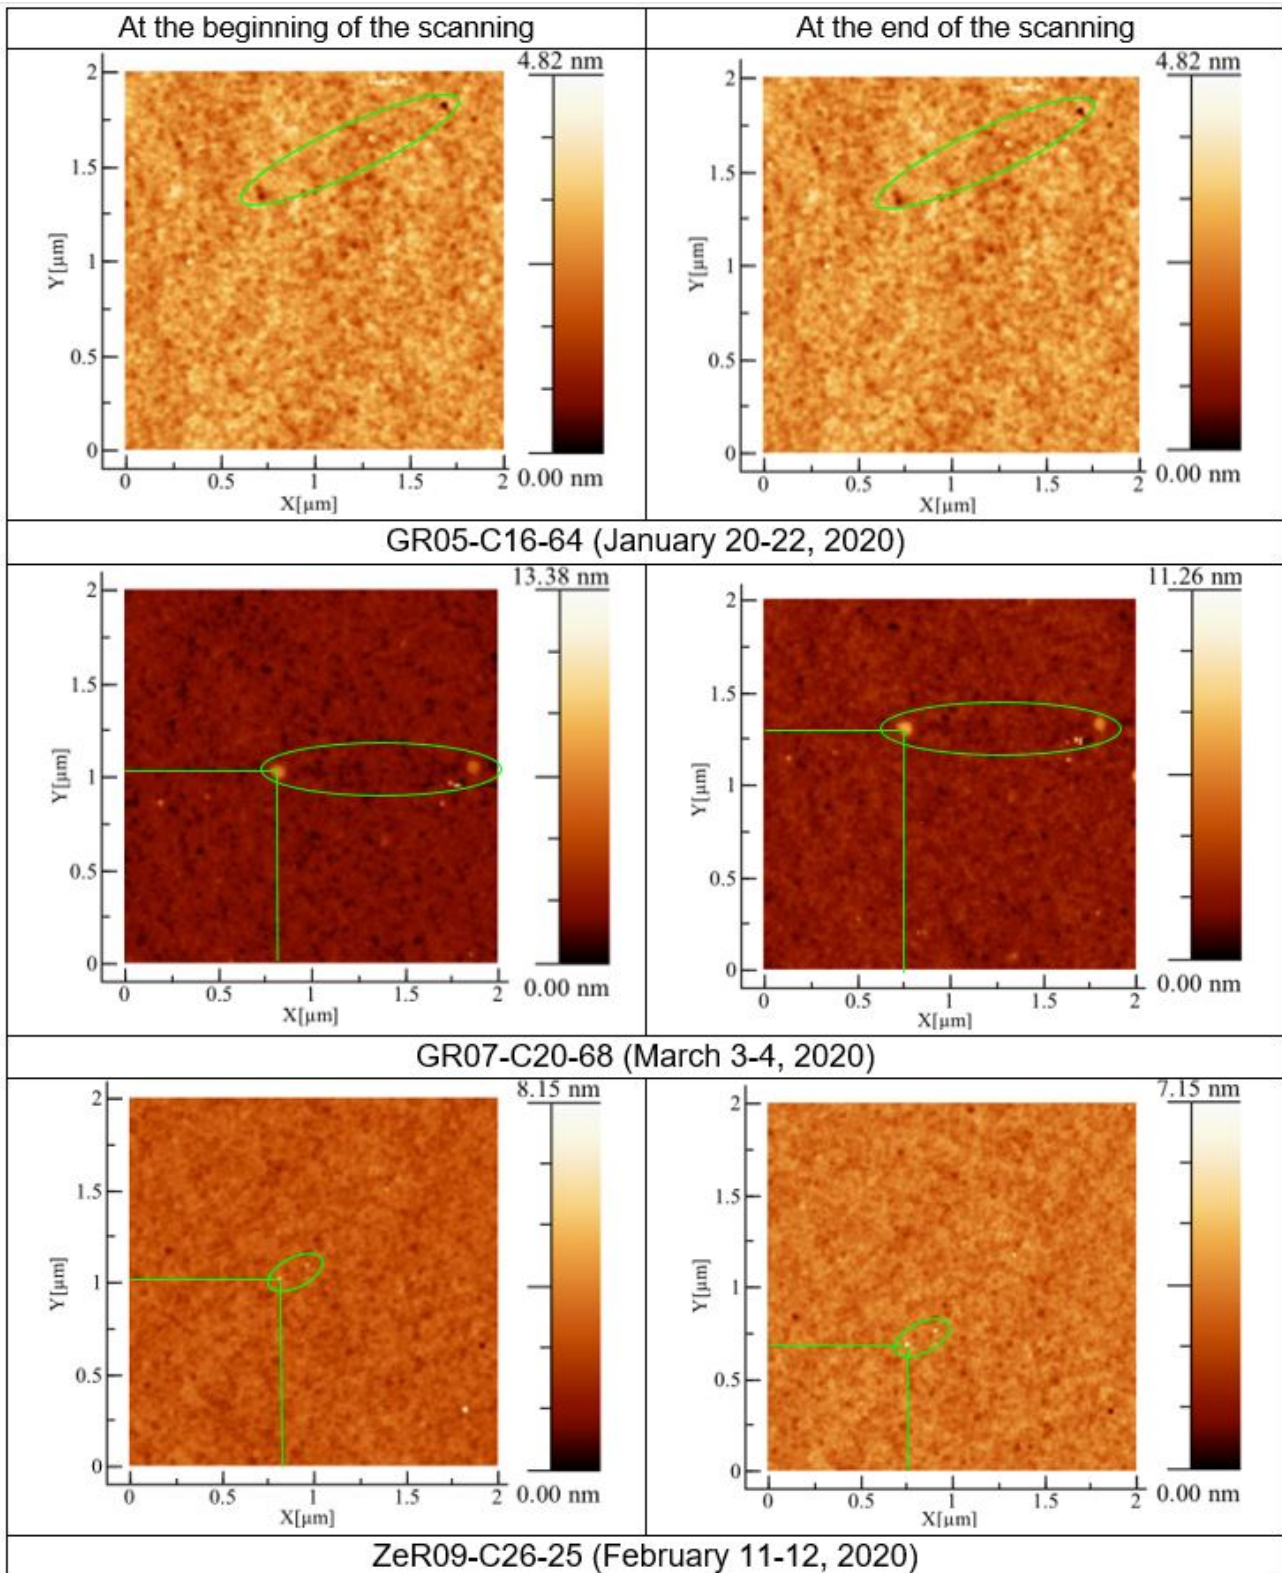 At the beginning of the scanning
At the end of the scanning
4.82 nm
2
1.5
1
0.5
0
Y[µm]
0 0.5 1 1.5 2
X[µm]
0.00 nm
4.82 nm
2
1.5
1
0.5
0
Y[µm]
0 0.5 1 1.5 2
X[µm]
0.00 nm
GR05-C16-64 (January 20-22, 2020)
13.38 nm
2
1.5
1
0.5
0
Y[µm]
0 0.5 1 1.5 2
X[µm]
0.00 nm
11.26 nm
2
1.5
1
0.5
0
Y[µm]
0 0.5 1 1.5 2
X[µm]
0.00 nm
GR07-C20-68 (March 3-4, 2020)
8.15 nm
2
1.5
1
0.5
0
Y[µm]
0 0.5 1 1.5 2
X[µm]
0.00 nm
7.15 nm
2
1.5
1
0.5
0
Y[µm]
0 0.5 1 1.5 2
X[µm]
0.00 nm
ZeR09-C26-25 (February 11-12, 2020)